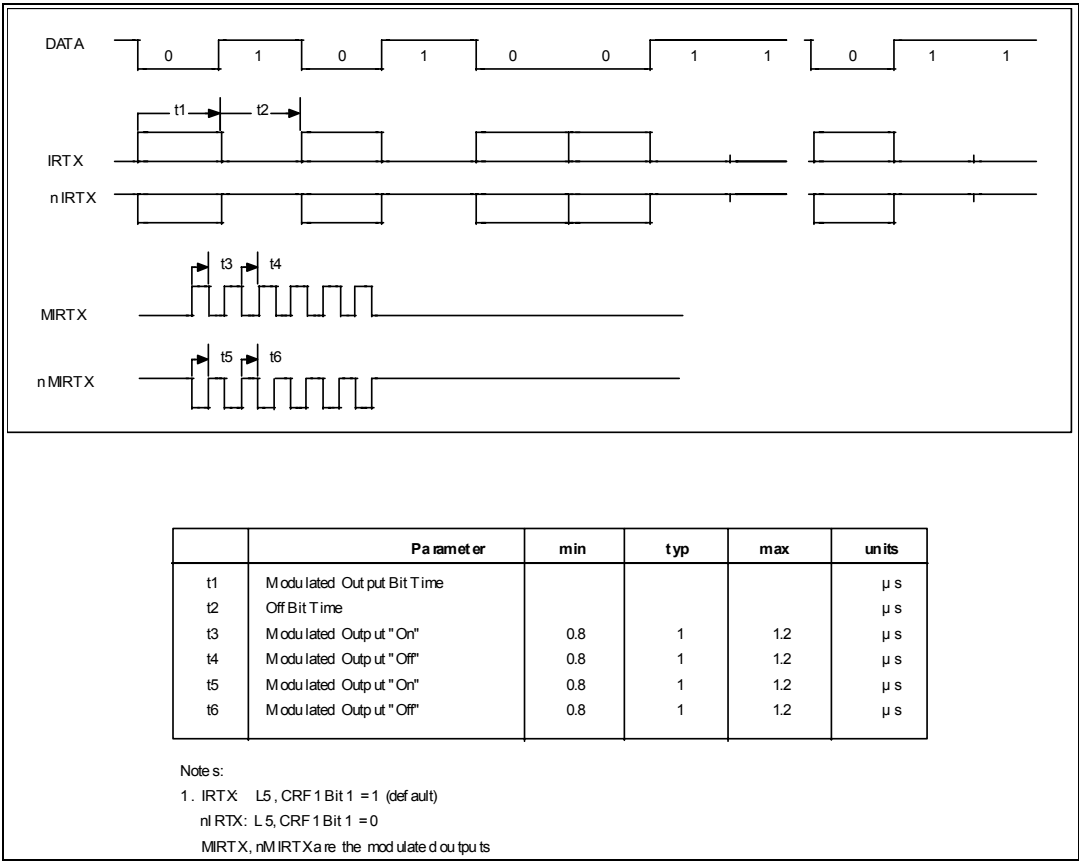 DATA 0 1 0 1 0 0 1 1 0 1 1
t1 t2
IRTX
nIRTX
t3 t4
MIRTX
t5 t6
nMIRTX
Parameter min typ max units
t1 Modulated Output Bit Time µs
t2 Off Bit Time µs
t3 Modulated Output "On" 0.8 1 1.2 µs
t4 Modulated Output "Off" 0.8 1 1.2 µs
t5 Modulated Output "On" 0.8 1 1.2 µs
t6 Modulated Output "Off" 0.8 1 1.2 µs
Notes:
1. IRTX: L5, CRF1 Bit 1 = 1 (default)
nIRTX: L5, CRF1 Bit 1 = 0
MIRTX, nMIRTX are the modulated outputs